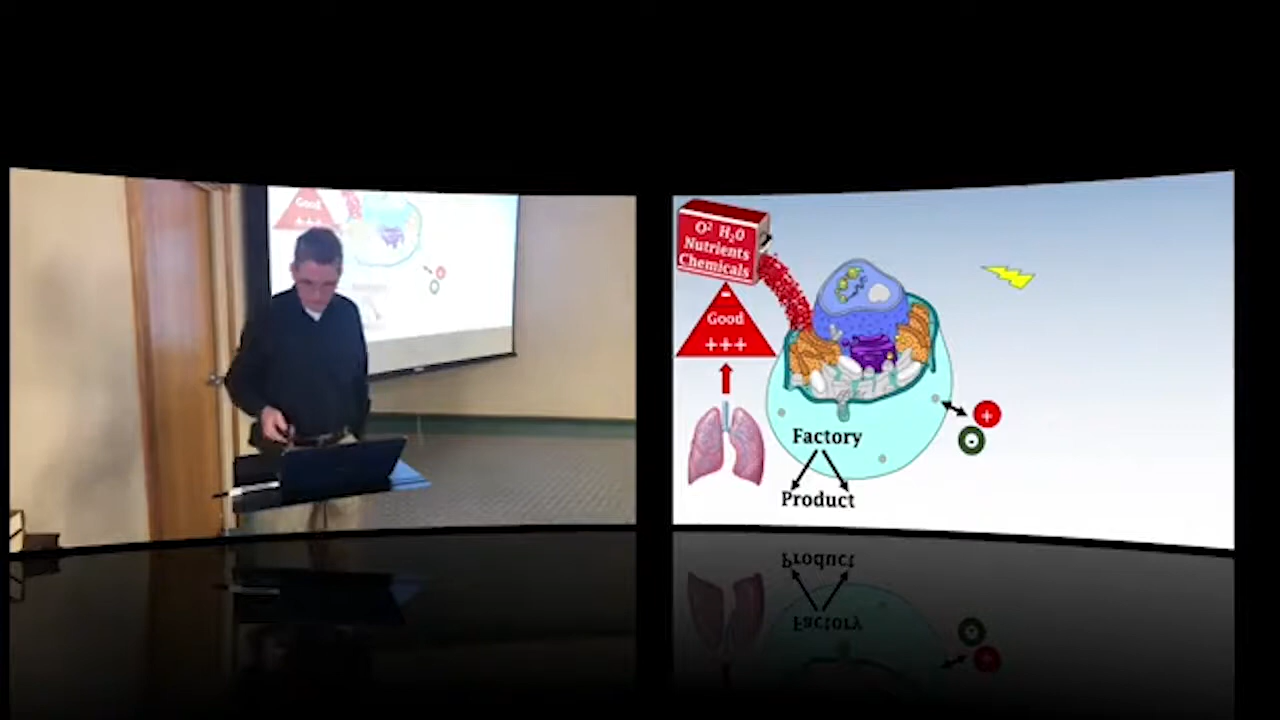 Good
+++
O² H₂O
Nutrients
Chemicals
-
Good
+++
+
-
Factory
Product